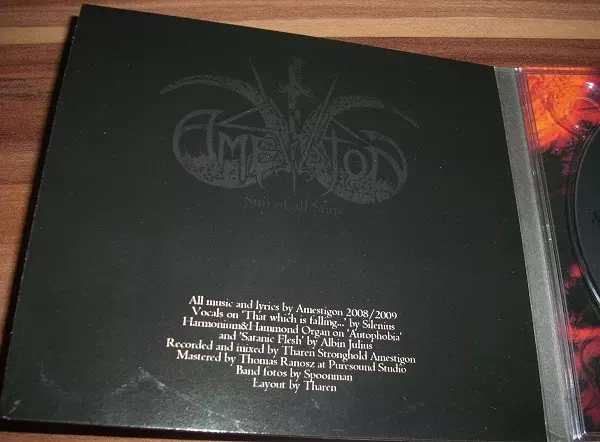 AMESTIGON
Sun of all Suns
All music and lyrics by Amestigon 2008/2009
Vocals on 'That which is falling...' by Silenius
Harmonium&Hammond Organ on 'Autophobia'
and 'Satanic Flesh' by Albin Julius
Recorded and mixed by Tharen Stronghold Amestigon
Mastered by Thomas Ranosz at Puresound Studio
Band fotos by Spoonman
Layout by Tharen